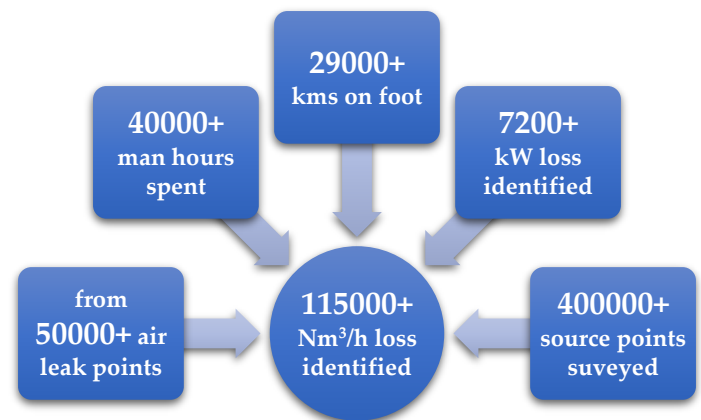 29000+
kms on foot
40000+
man hours
spent
7200+
kW loss
identified
from
50000+ air
leak points
115000+
Nm³/h loss
identified
400000+
source points
suveyed